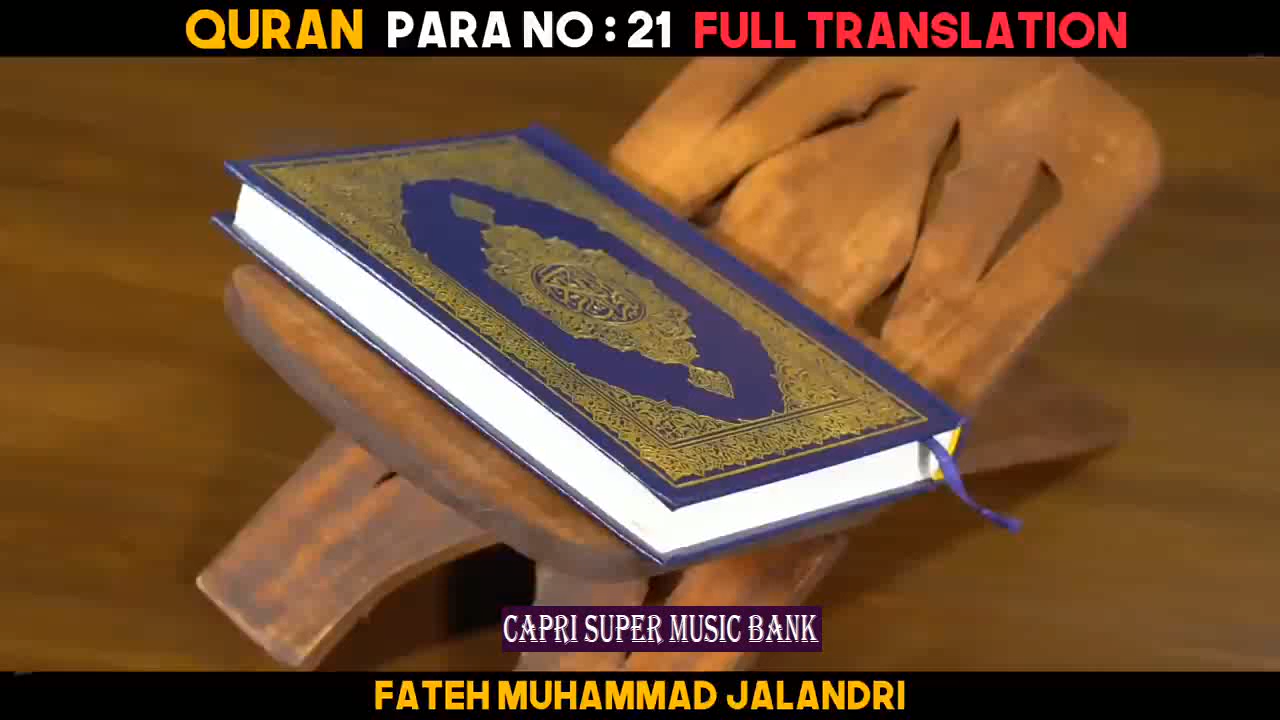 QURAN PARA NO : 21 FULL TRANSLATION
CAPRI SUPER MUSIC BANK
FATEH MUHAMMAD JALANDRI